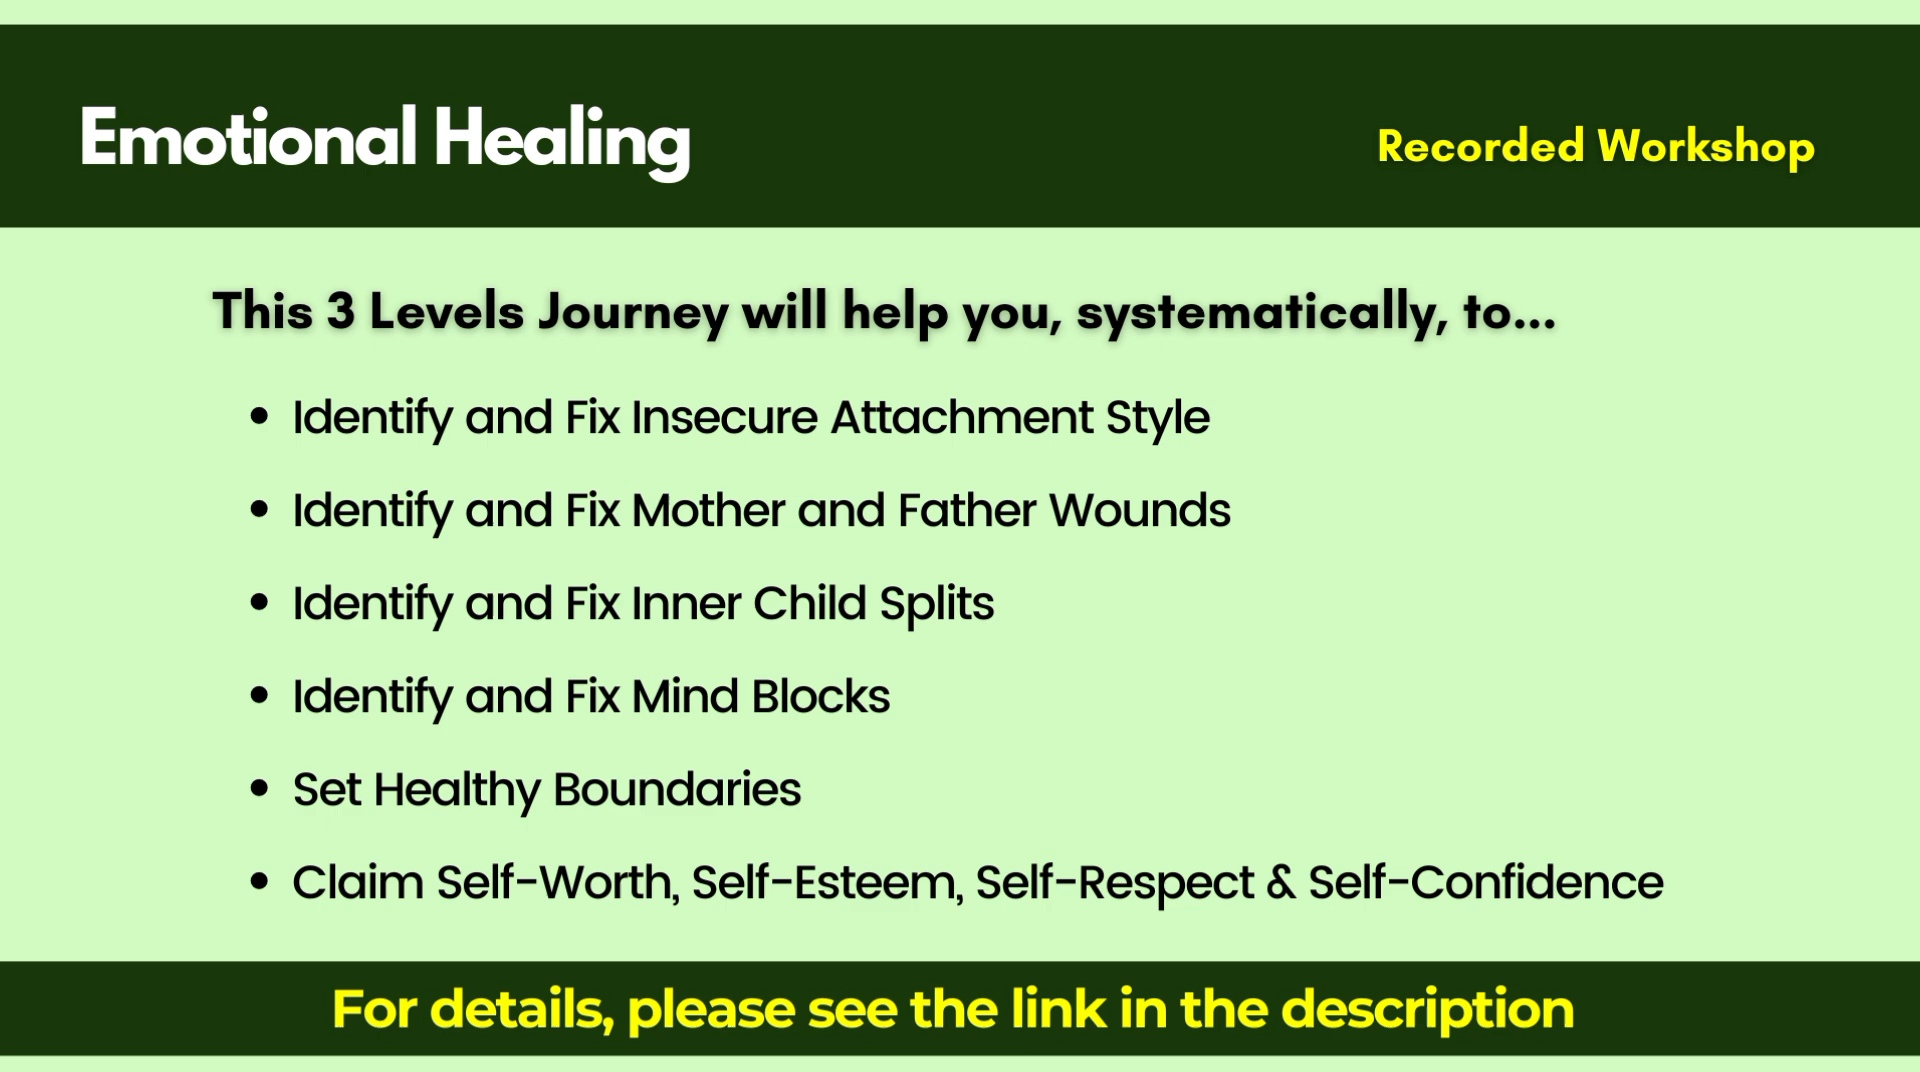 Emotional Healing
Recorded Workshop
This 3 Levels Journey will help you, systematically, to...
• Identify and Fix Insecure Attachment Style
• Identify and Fix Mother and Father Wounds
• Identify and Fix Inner Child Splits
• Identify and Fix Mind Blocks
• Set Healthy Boundaries
• Claim Self-Worth, Self-Esteem, Self-Respect & Self-Confidence
For details, please see the link in the description